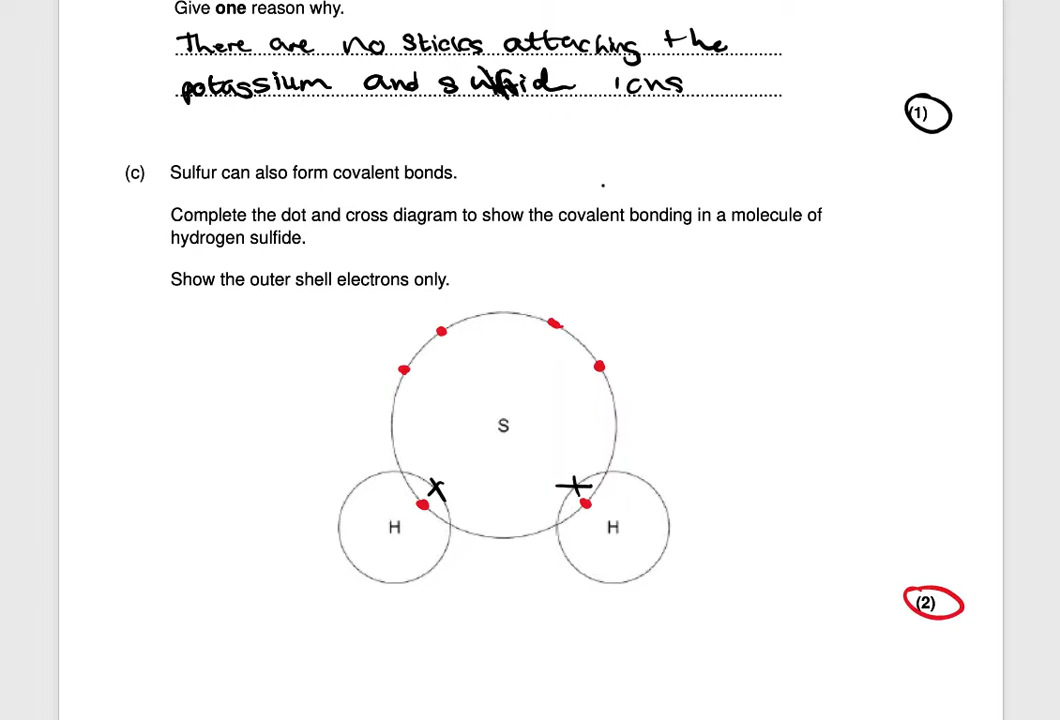 Give one reason why.
There are no sticks attaching the
potassium and sulfid ions
(1)
(c) Sulfur can also form covalent bonds.
Complete the dot and cross diagram to show the covalent bonding in a molecule of
hydrogen sulfide.
Show the outer shell electrons only.
S
H H
(2)